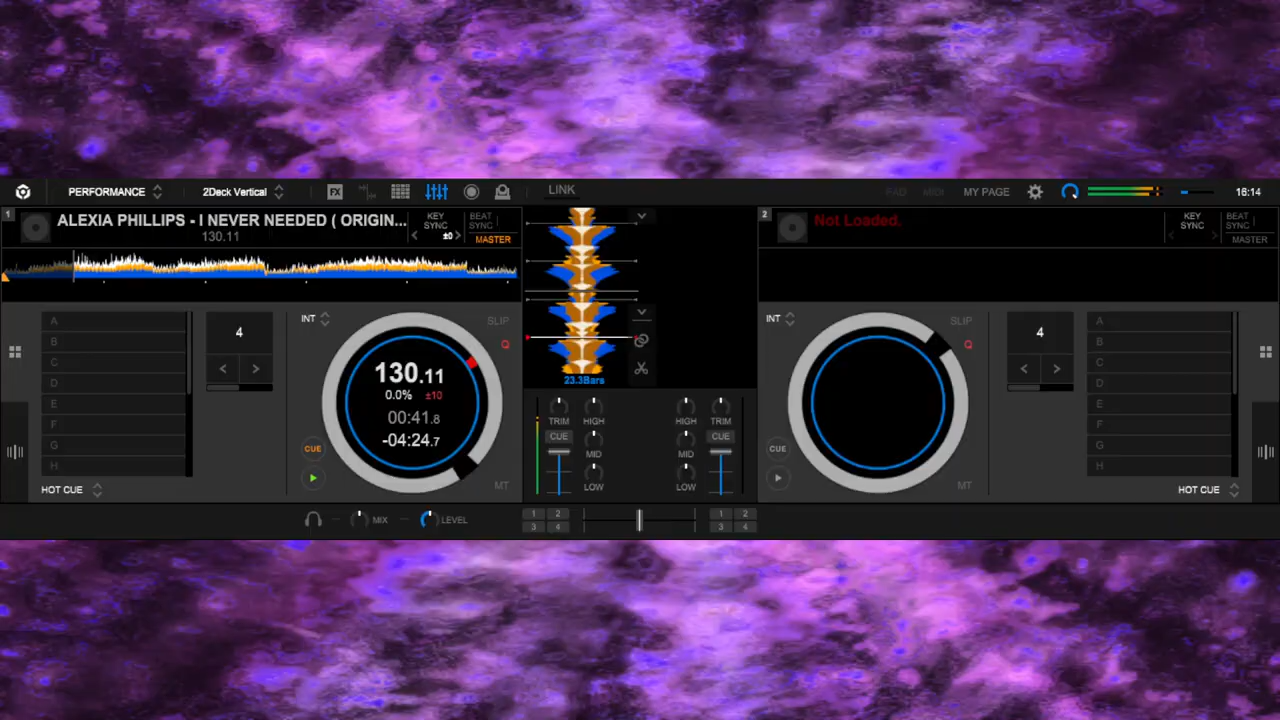 PERFORMANCE 2Deck Vertical FX LINK PAD MIDI MY PAGE 16:14
1 ALEXIA PHILLIPS - I NEVER NEEDED ( ORIGIN... KEY SYNC ±0 BEAT SYNC MASTER
130.11
2 Not Loaded. KEY SYNC BEAT SYNC MASTER
A
B
C
D
E
F
G
H
HOT CUE
4
INT
SLIP
Q
130.11
0.0% ±10
00:41.8
-04:24.7
CUE
MT
23.3Bars
TRIM HIGH HIGH TRIM
CUE CUE
MID MID
LOW LOW
INT
SLIP
Q
CUE
MT
4
A
B
C
D
E
F
G
H
HOT CUE
MIX LEVEL
1 2 1 2
3 4 3 4